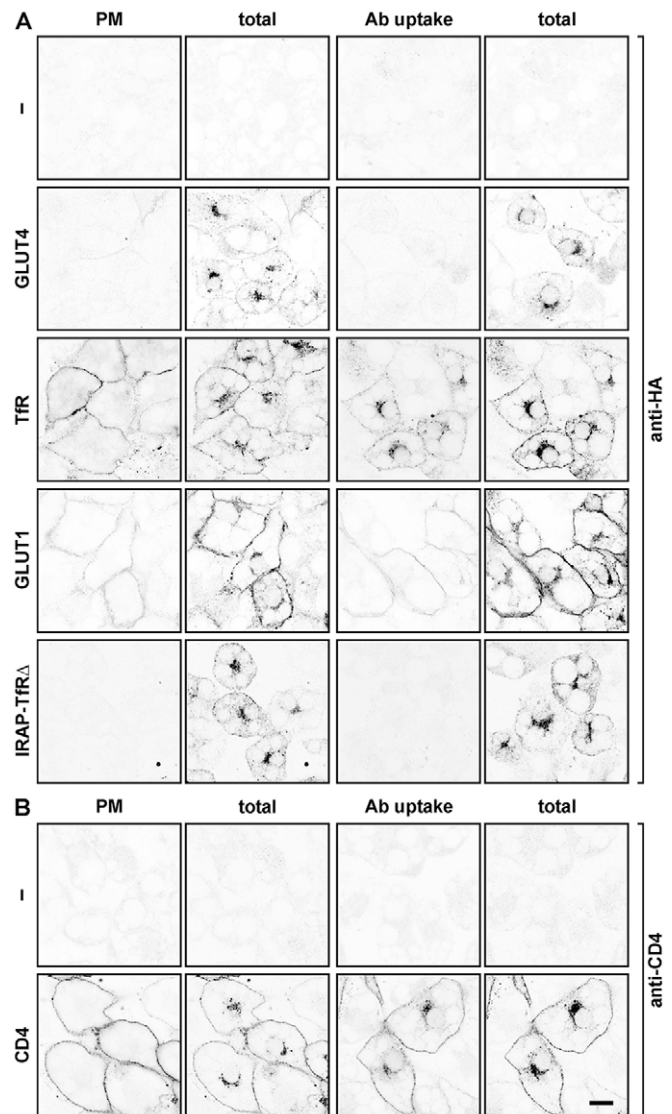 A PM total Ab uptake total
–
GLUT4
TfR
GLUT1
IRAP-TfRΔ
anti-HA
B PM total Ab uptake total
–
CD4
anti-CD4